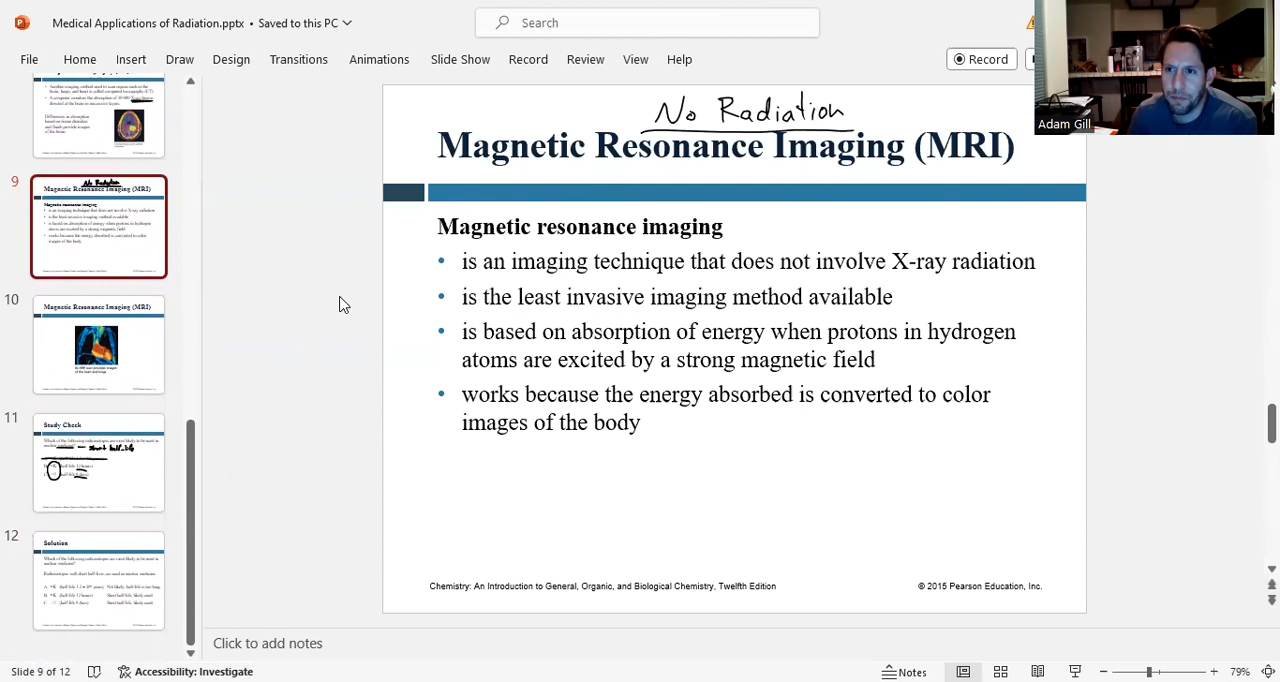 Medical Applications of Radiation.pptx • Saved to this PC
Search
File Home Insert Draw Design Transitions Animations Slide Show Record Review View Help
Record
Adam Gill
9
Magnetic Resonance Imaging (MRI)
10
Magnetic Resonance Imaging (MRI)
11
Study Check
12
Solution
No Radiation
Magnetic Resonance Imaging (MRI)
Magnetic resonance imaging
• is an imaging technique that does not involve X-ray radiation
• is the least invasive imaging method available
• is based on absorption of energy when protons in hydrogen
atoms are excited by a strong magnetic field
• works because the energy absorbed is converted to color
images of the body
Chemistry: An Introduction to General, Organic, and Biological Chemistry, Twelfth Edition
© 2015 Pearson Education, Inc.
Click to add notes
Slide 9 of 12
Accessibility: Investigate
Notes
79%